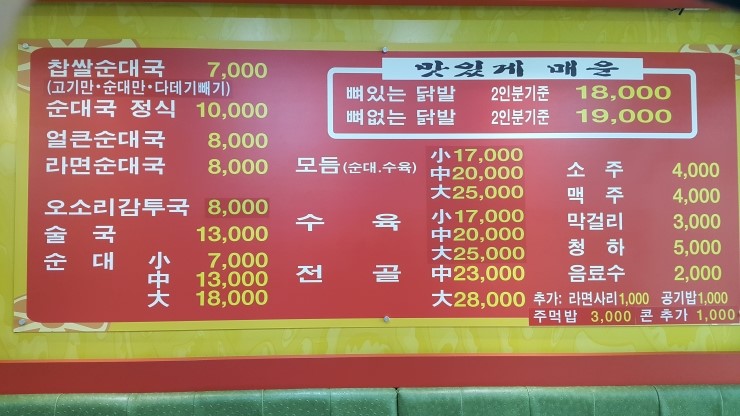 찹쌀순대국 7,000
(고기만·순대만·다데기빼기)
순대국 정식 10,000
얼큰순대국 8,000
라면순대국 8,000
오소리감투국 8,000
술국 13,000
순대 小 7,000
中 13,000
大 18,000
맛있게 매운
뼈있는 닭발 2인분기준 18,000
뼈없는 닭발 2인분기준 19,000
모듬(순대.수육) 小 17,000
中 20,000
大 25,000
수육 小 17,000
中 20,000
大 25,000
전골 中 23,000
大 28,000
소주 4,000
맥주 4,000
막걸리 3,000
청하 5,000
음료수 2,000
추가: 라면사리 1,000 공기밥 1,000
주먹밥 3,000 콘 추가 1,000